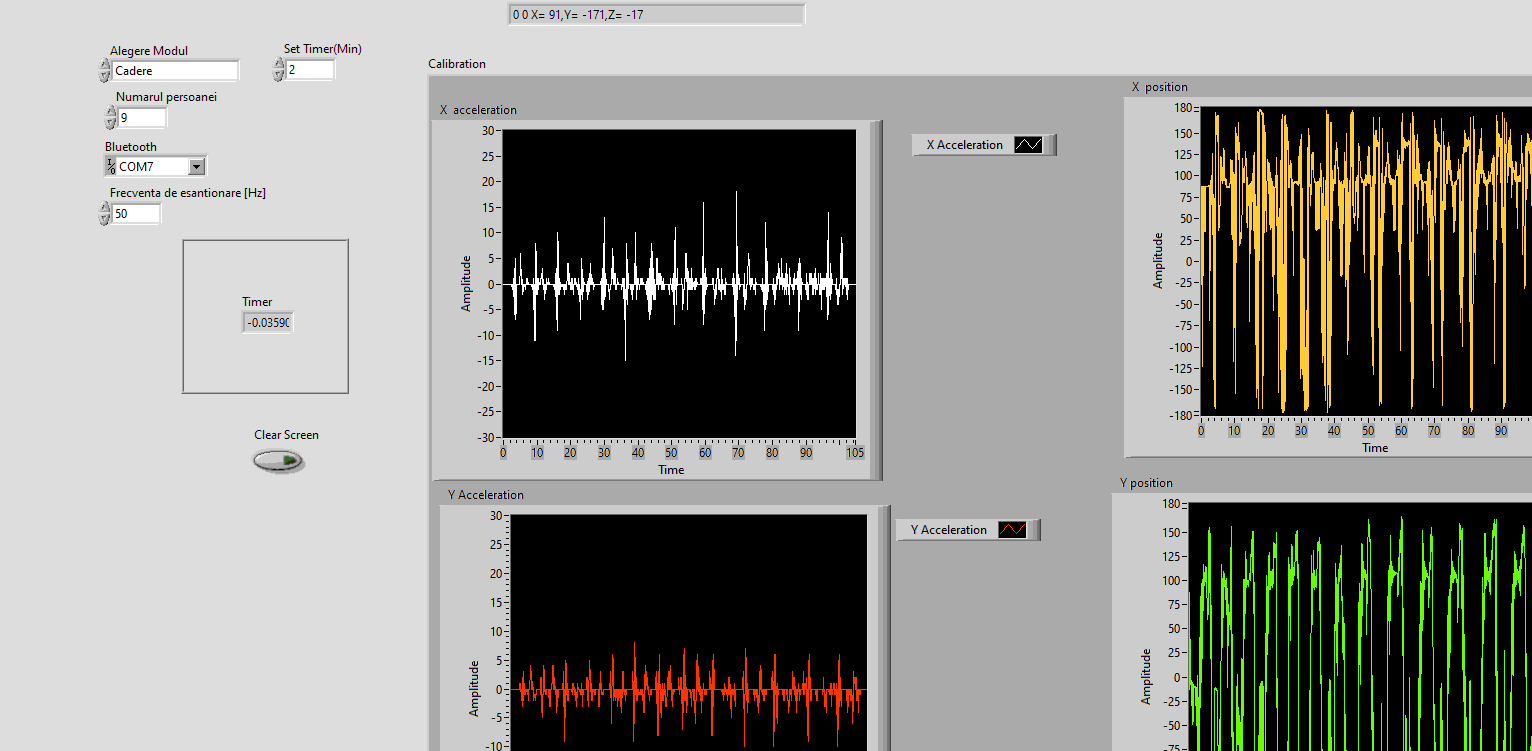 0 0 X= 91,Y= -171,Z= -17
Alegere Modul
Cadere
Set Timer(Min)
2
Numarul persoanei
9
Bluetooth
COM7
Frecventa de esantionare [Hz]
50
Timer
-0.0359
Clear Screen
Calibration
X acceleration
30
25
20
15
10
5
0
-5
-10
-15
-20
-25
-30
Amplitude
0 10 20 30 40 50 60 70 80 90 105
Time
X Acceleration
X position
180
150
125
100
75
50
25
0
-25
-50
-75
-100
-125
-150
-180
Amplitude
0 10 20 30 40 50 60 70 80 90
Time
Y Acceleration
30
25
20
15
10
5
0
-5
-10
Amplitude
Y Acceleration
Y position
180
150
125
100
75
50
25
0
-25
-50
-75
Amplitude